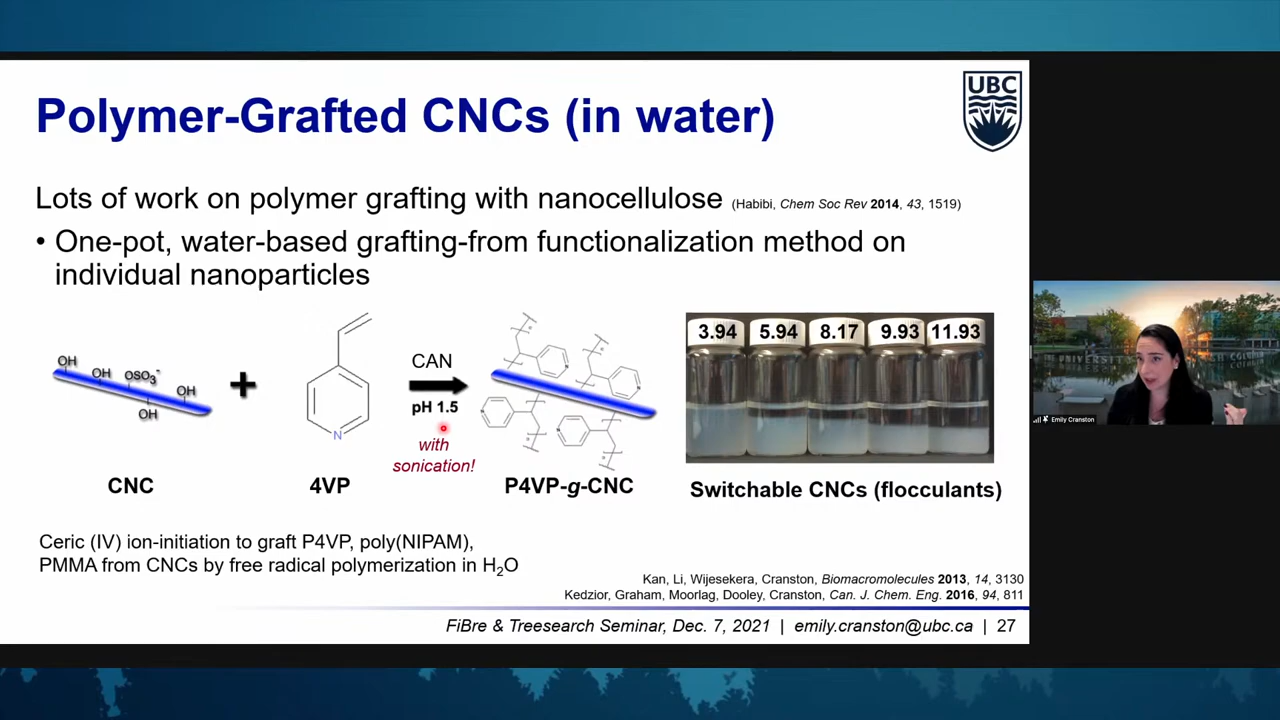 UBC
Polymer-Grafted CNCs (in water)
Lots of work on polymer grafting with nanocellulose (Habibi, Chem Soc Rev 2014, 43, 1519)
• One-pot, water-based grafting-from functionalization method on
individual nanoparticles
OH
OH
OSO3-
OH
OH
CNC
+
N
4VP
CAN
pH 1.5
with
sonication!
P4VP-g-CNC
3.94 5.94 8.17 9.93 11.93
Switchable CNCs (flocculants)
Ceric (IV) ion-initiation to graft P4VP, poly(NIPAM),
PMMA from CNCs by free radical polymerization in H2O
Kan, Li, Wijesekera, Cranston, Biomacromolecules 2013, 14, 3130
Kedzior, Graham, Moorlag, Dooley, Cranston, Can. J. Chem. Eng. 2016, 94, 811
FiBre & Treesearch Seminar, Dec. 7, 2021 | emily.cranston@ubc.ca | 27
Emily Cranston